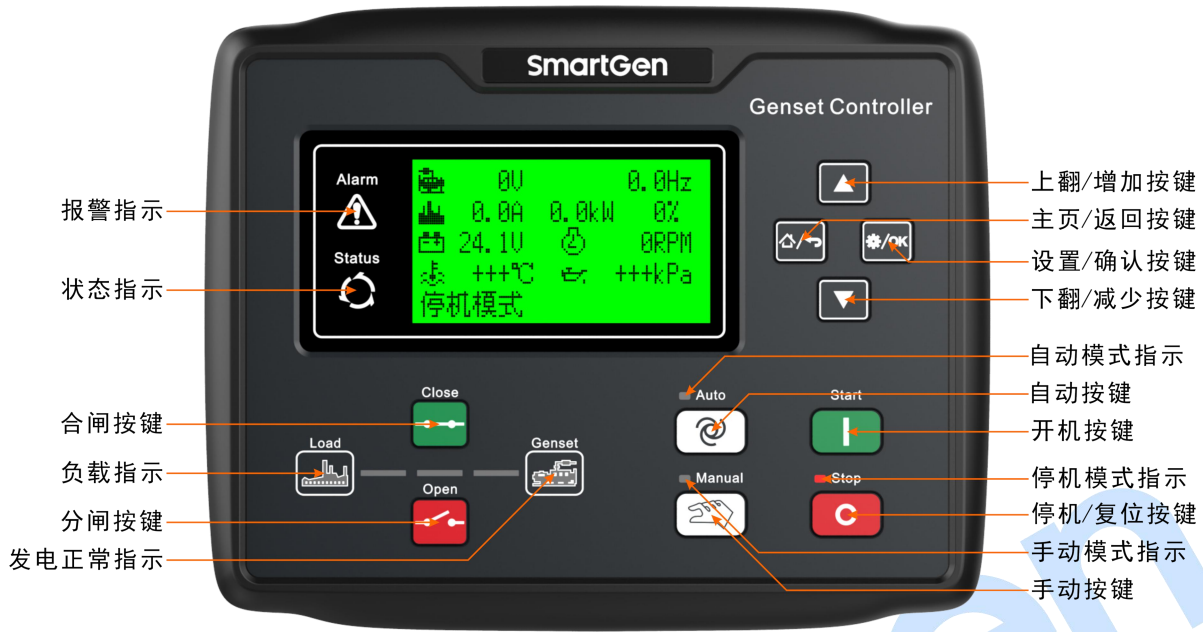 SmartGen
Genset Controller
Alarm
Status
0V 0.0Hz
0.0A 0.0kW 0%
24.1V 0RPM
+++℃ +++kPa
停机模式
/OK
Close
Load
Genset
Open
Auto
Start
Manual
Stop
报警指示
状态指示
合闸按键
负载指示
分闸按键
发电正常指示
上翻/增加按键
主页/返回按键
设置/确认按键
下翻/减少按键
自动模式指示
自动按键
开机按键
停机模式指示
停机/复位按键
手动模式指示
手动按键
en